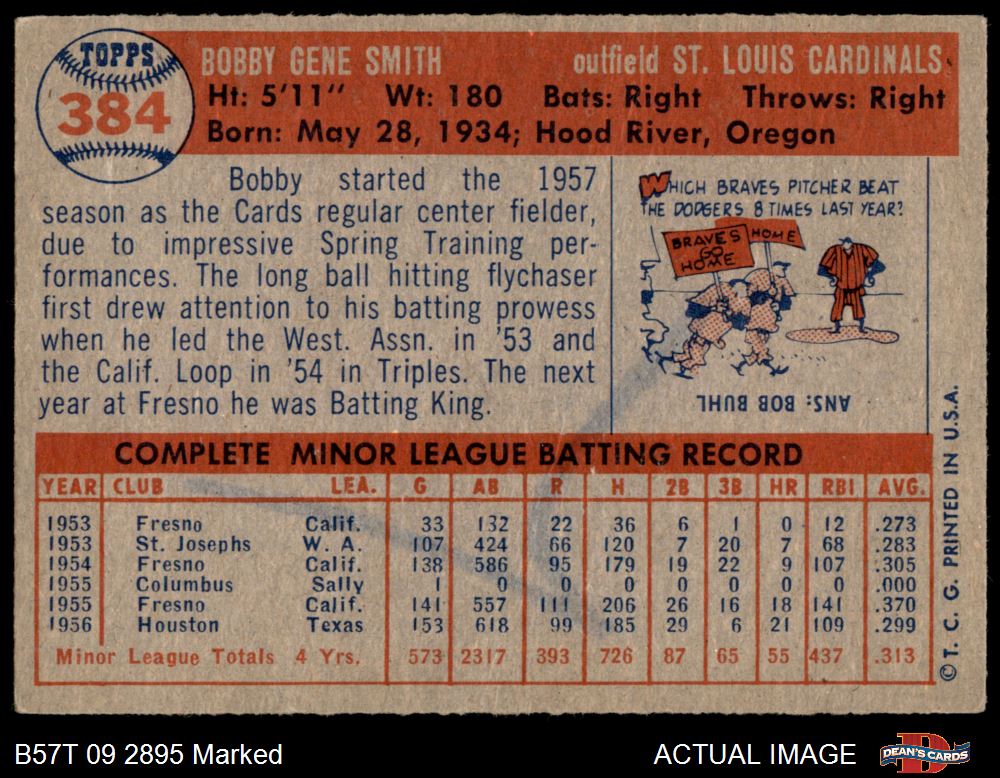 TOPPS
384
BOBBY GENE SMITH outfield ST. LOUIS CARDINALS
Ht: 5'11" Wt: 180 Bats: Right Throws: Right
Born: May 28, 1934; Hood River, Oregon
Bobby started the 1957
season as the Cards regular center fielder,
due to impressive Spring Training per-
formances. The long ball hitting flychaser
first drew attention to his batting prowess
when he led the West. Assn. in '53 and
the Calif. Loop in '54 in Triples. The next
year at Fresno he was Batting King.
WHICH BRAVES PITCHER BEAT
THE DODGERS 8 TIMES LAST YEAR?
BRAVES
GO
HOME
HOME
ANS: BOB BUHL
COMPLETE MINOR LEAGUE BATTING RECORD
YEAR CLUB LEA. G AB R H 2B 3B HR RBI AVG.
1953 Fresno Calif. 33 132 22 36 6 1 0 12 .273
1953 St. Josephs W. A. 107 424 66 120 7 20 7 68 .283
1954 Fresno Calif. 138 586 95 179 19 22 9 107 .305
1955 Columbus Sally 1 0 0 0 0 0 0 0 .000
1955 Fresno Calif. 141 557 111 206 26 16 18 141 .370
1956 Houston Texas 153 618 99 185 29 6 21 109 .299
Minor League Totals 4 Yrs. 573 2317 393 726 87 65 55 437 .313
© T. C. G. PRINTED IN U.S.A.
B57T 09 2895 Marked
ACTUAL IMAGE
DEAN'S CARDS